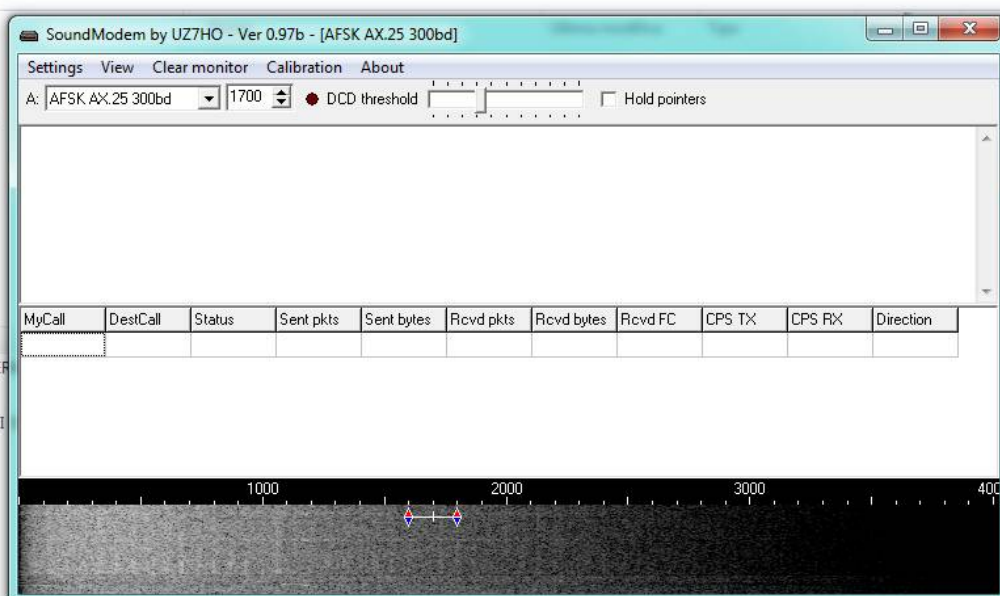 SoundModem by UZ7HO - Ver 0.97b - [AFSK AX.25 300bd]
Settings View Clear monitor Calibration About
A: AFSK AX.25 300bd 1700 DCD threshold Hold pointers
MyCall DestCall Status Sent pkts Sent bytes Rcvd pkts Rcvd bytes Rcvd FC CPS TX CPS RX Direction
1000 2000 3000 400